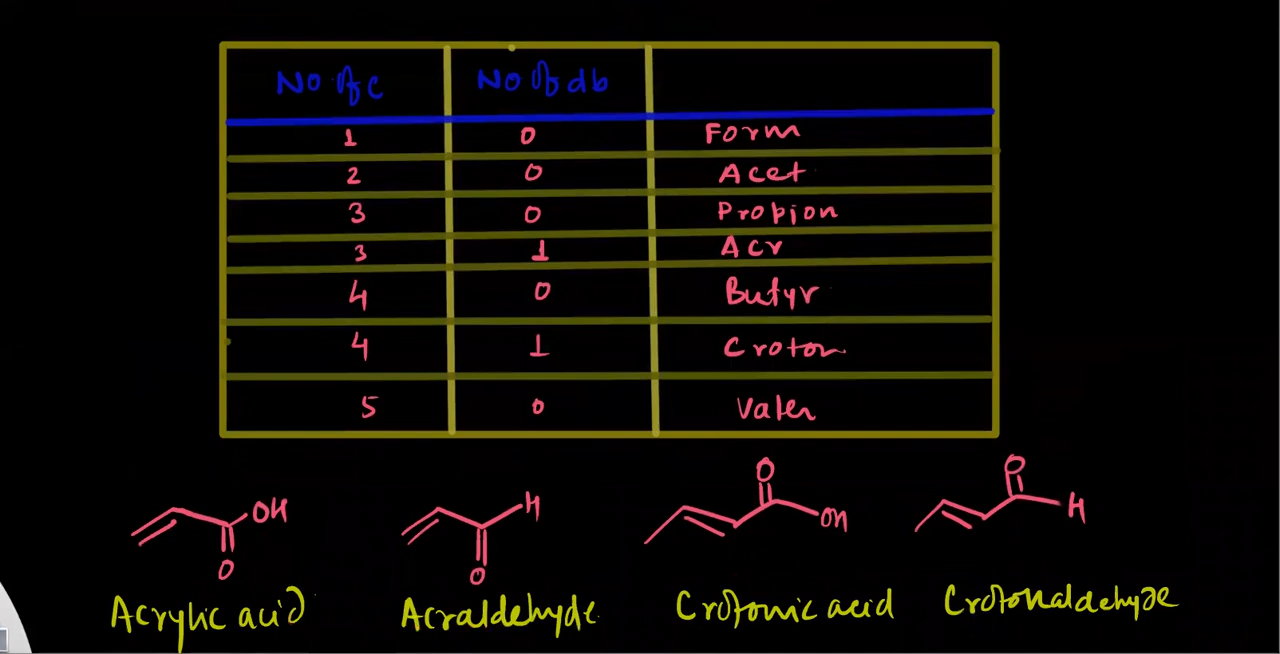 No of c No of db
1 0 Form
2 0 Acet
3 0 Propion
3 1 Acr
4 0 Butyr
4 1 Croton
5 0 Valer
OH O
H O
O OH
O H
Acrylic acid Acraldehyde Crotonic acid Crotonaldehyde